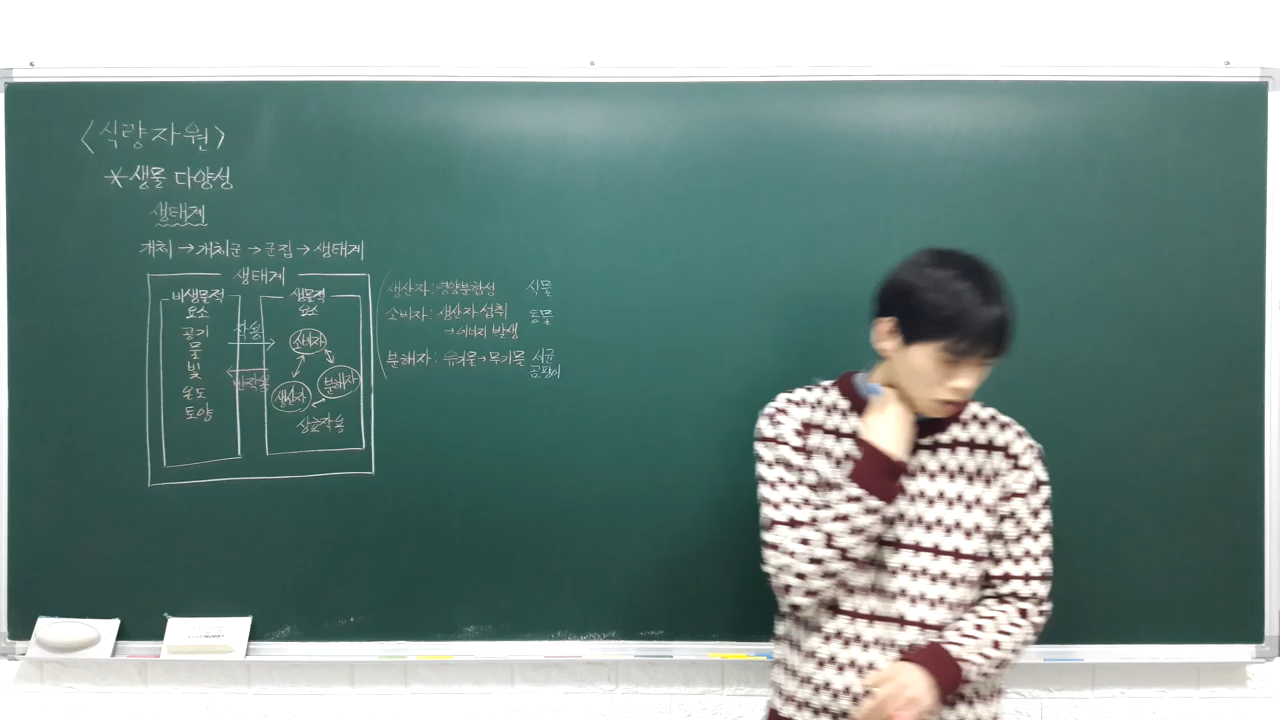 <식량자원>
* 생물 다양성
생태계
개체 → 개체군 → 군집 → 생태계
생태계
비생물적
요소
공기
물
빛
온도
토양
작용
반작용
생물적
요소
소비자
생산자
분해자
상호작용
생산자 : 영양분 합성 식물
소비자 : 생산자 섭취 동물
→ 에너지 발생
분해자 : 유기물 → 무기물 세균
곰팡이